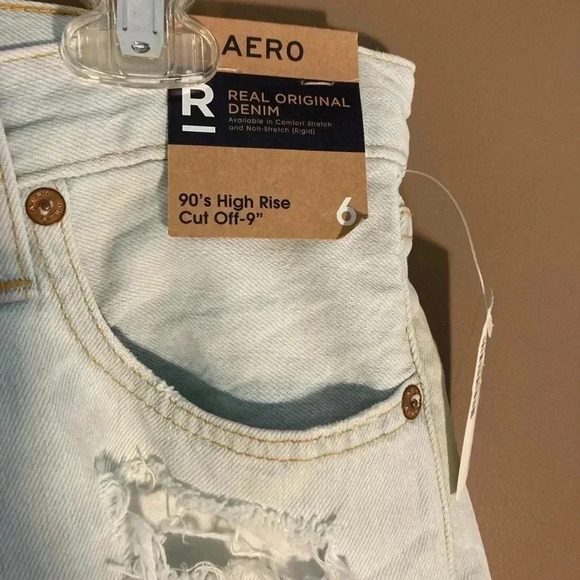 AERO
R
REAL ORIGINAL
DENIM
Available in Comfort Stretch
and Non-Stretch (Rigid)
90's High Rise
Cut Off-9"
6
AERO